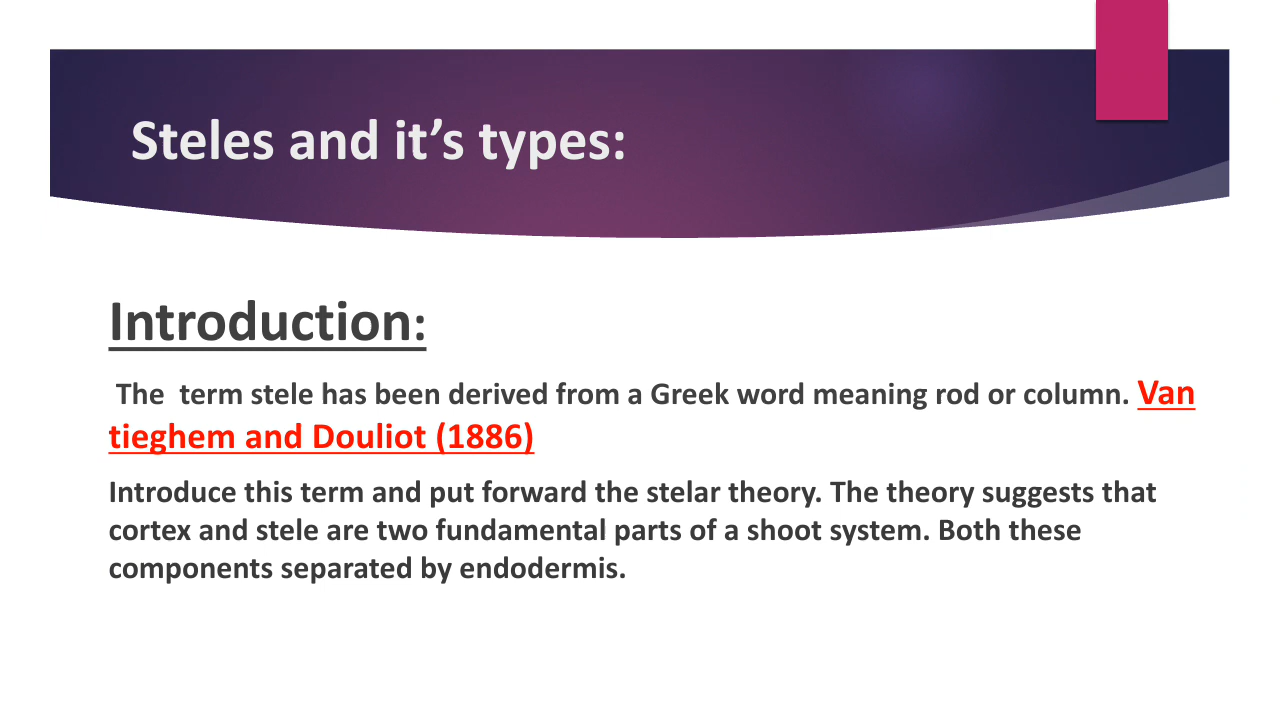 Steles and it’s types:
Introduction:
The  term stele has been derived from a Greek word meaning rod or column. Van
tieghem and Douliot (1886)
Introduce this term and put forward the stelar theory. The theory suggests that
cortex and stele are two fundamental parts of a shoot system. Both these
components separated by endodermis.